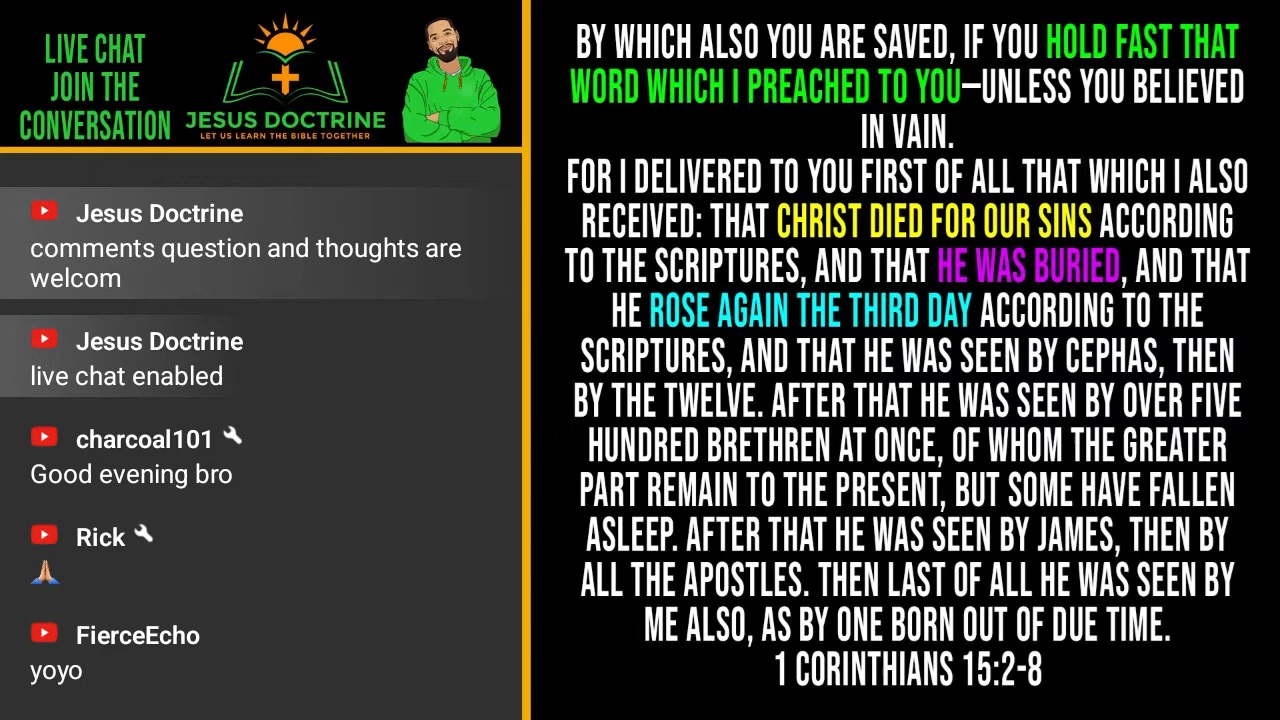 LIVE CHAT
JOIN THE
CONVERSATION
JESUS DOCTRINE
LET US LEARN THE BIBLE TOGETHER
Jesus Doctrine
comments question and thoughts are
welcom
Jesus Doctrine
live chat enabled
charcoal101
Good evening bro
Rick
🙏🏼
FierceEcho
yoyo
BY WHICH ALSO YOU ARE SAVED, IF YOU HOLD FAST THAT
WORD WHICH I PREACHED TO YOU—UNLESS YOU BELIEVED
IN VAIN.
FOR I DELIVERED TO YOU FIRST OF ALL THAT WHICH I ALSO
RECEIVED: THAT CHRIST DIED FOR OUR SINS ACCORDING
TO THE SCRIPTURES, AND THAT HE WAS BURIED, AND THAT
HE ROSE AGAIN THE THIRD DAY ACCORDING TO THE
SCRIPTURES, AND THAT HE WAS SEEN BY CEPHAS, THEN
BY THE TWELVE. AFTER THAT HE WAS SEEN BY OVER FIVE
HUNDRED BRETHREN AT ONCE, OF WHOM THE GREATER
PART REMAIN TO THE PRESENT, BUT SOME HAVE FALLEN
ASLEEP. AFTER THAT HE WAS SEEN BY JAMES, THEN BY
ALL THE APOSTLES. THEN LAST OF ALL HE WAS SEEN BY
ME ALSO, AS BY ONE BORN OUT OF DUE TIME.
1 CORINTHIANS 15:2-8